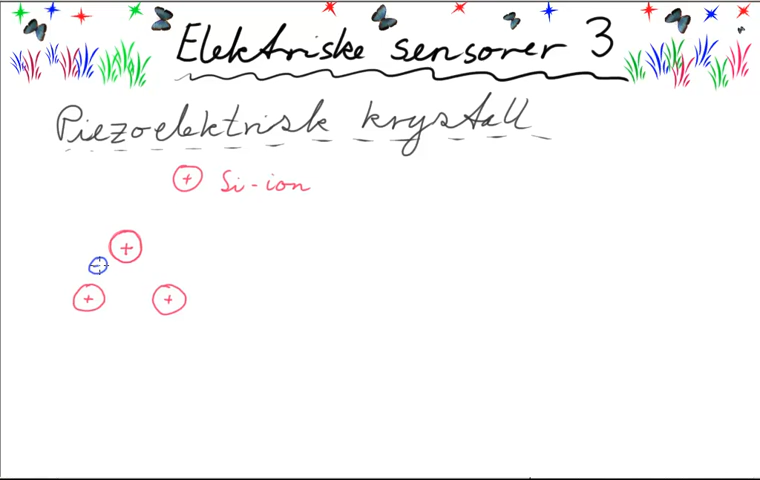 Elektriske sensorer 3
Piezoelektrisk krystall
+ Si-ion
+
-
+ +